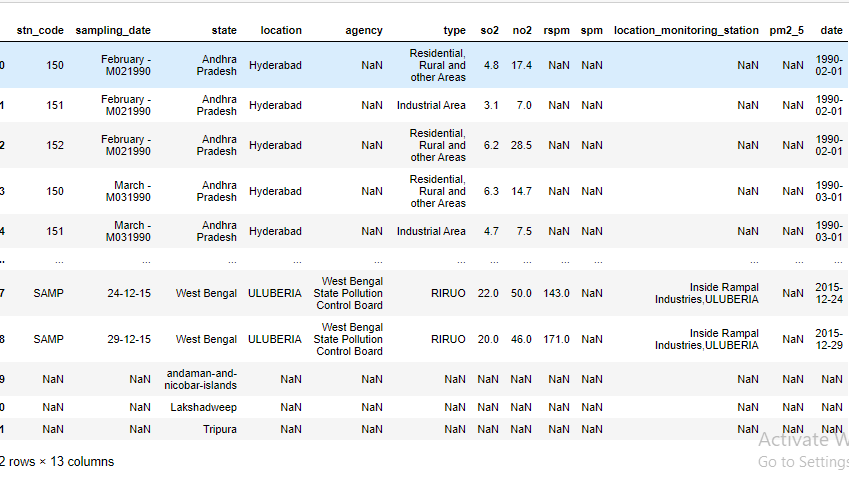 stn_code sampling_date state location agency type so2 no2 rspm spm location_monitoring_station pm2_5 date
0 150 February - M021990 Andhra Pradesh Hyderabad NaN Residential, Rural and other Areas 4.8 17.4 NaN NaN NaN NaN 1990-02-01
1 151 February - M021990 Andhra Pradesh Hyderabad NaN Industrial Area 3.1 7.0 NaN NaN NaN NaN 1990-02-01
2 152 February - M021990 Andhra Pradesh Hyderabad NaN Residential, Rural and other Areas 6.2 28.5 NaN NaN NaN NaN 1990-02-01
3 150 March - M031990 Andhra Pradesh Hyderabad NaN Residential, Rural and other Areas 6.3 14.7 NaN NaN NaN NaN 1990-03-01
4 151 March - M031990 Andhra Pradesh Hyderabad NaN Industrial Area 4.7 7.5 NaN NaN NaN NaN 1990-03-01
.. ... ... ... ... ... ... ... ... ... ... ... ... ...
7 SAMP 24-12-15 West Bengal ULUBERIA West Bengal State Pollution Control Board RIRUO 22.0 50.0 143.0 NaN Inside Rampal Industries,ULUBERIA NaN 2015-12-24
8 SAMP 29-12-15 West Bengal ULUBERIA West Bengal State Pollution Control Board RIRUO 20.0 46.0 171.0 NaN Inside Rampal Industries,ULUBERIA NaN 2015-12-29
9 NaN NaN andaman-and-nicobar-islands NaN NaN NaN NaN NaN NaN NaN NaN NaN NaN
0 NaN NaN Lakshadweep NaN NaN NaN NaN NaN NaN NaN NaN NaN NaN
1 NaN NaN Tripura NaN NaN NaN NaN NaN NaN NaN NaN NaN NaN
Activate W
Go to Settings
2 rows × 13 columns